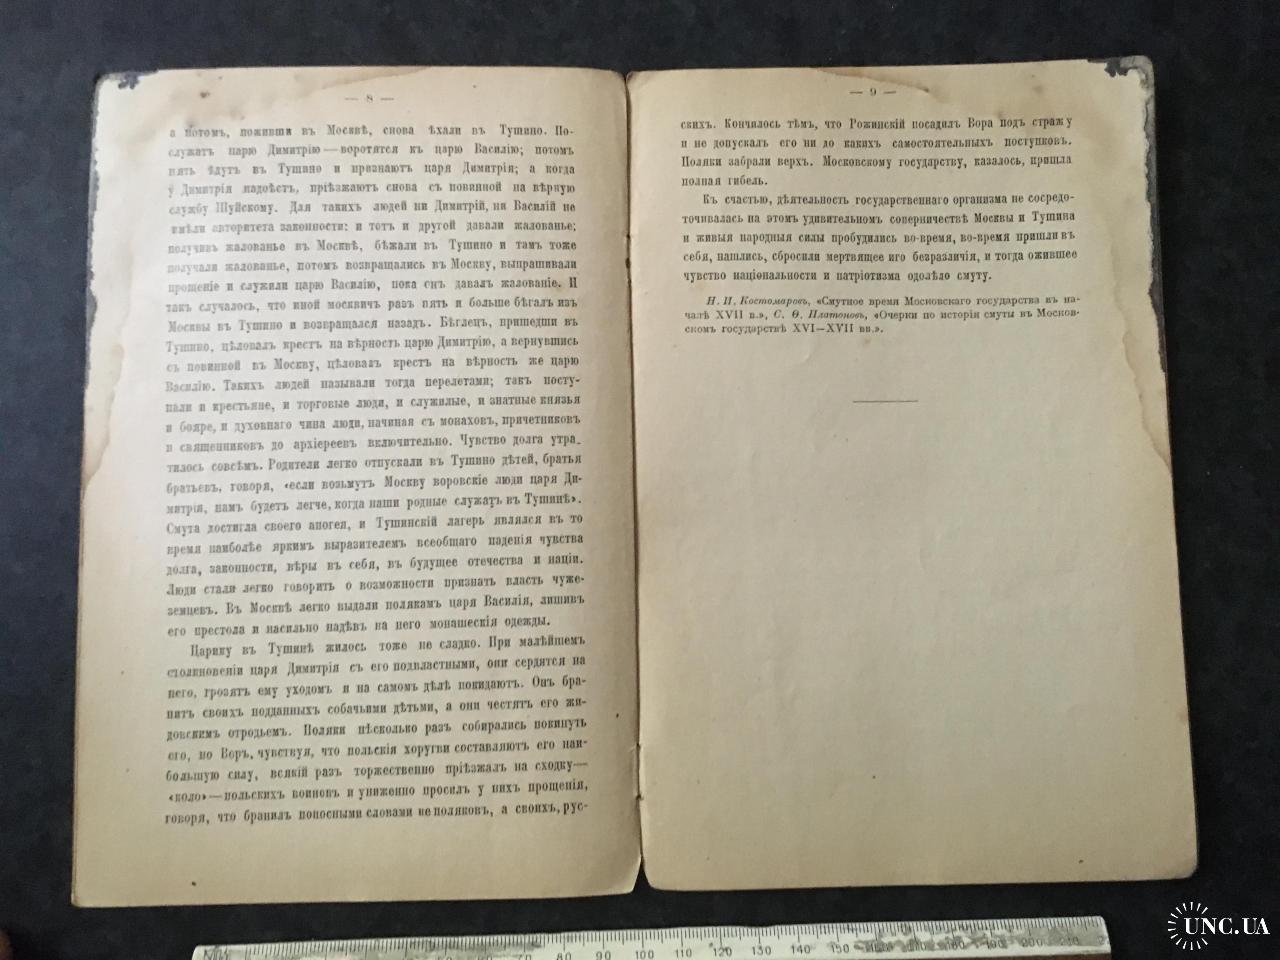 — 8 —
а потомъ, поживши въ Москвѣ, снова ѣхали въ Тушино. По-
служатъ царю Димитрію — воротятся къ царю Василію; потомъ
опять ѣдутъ въ Тушино и признаютъ царя Димитрія; а когда
у Димитрія надоѣстъ, пріѣзжаютъ снова съ повинной на вѣрную
службу Шуйскому. Для такихъ людей ни Димитрій, ни Василій не
имѣли авторитета законности: и тотъ и другой давали жалованье;
получивъ жалованье въ Москвѣ, бѣжали въ Тушино и тамъ тоже
получали жалованье, потомъ возвращались въ Москву, выпрашивали
прощеніе и служили царю Василію, пока онъ давалъ жалованіе. И
такъ случалось, что иной москвичъ разъ пять и больше бѣгалъ изъ
Москвы въ Тушино и возвращался назадъ. Бѣглецъ, пришедши въ
Тушино, цѣловалъ крестъ на вѣрность царю Димитрію, а вернувшись
съ повинной въ Москву, цѣловалъ крестъ на вѣрность же царю
Василію. Такихъ людей называли тогда перелетами; такъ посту-
пали и крестьяне, и торговые люди, и служилые, и знатные князья
и бояре, и духовнаго чина люди, начиная съ монаховъ, причетниковъ
и священниковъ до архіереевъ включительно. Чувство долга утра-
тилось совсѣмъ. Родители легко отпускали въ Тушино дѣтей, братья
братьевъ, говоря, «если возьмутъ Москву воровскіе люди царя Ди-
митрія, намъ будетъ легче, когда наши родные служатъ въ Тушинѣ».
Смута достигла своего апогея, и Тушинскій лагерь являлся въ то
время наиболѣе яркимъ выразителемъ всеобщаго паденія чувства
долга, законности, вѣры въ себя, въ будущее отечества и націи.
Люди стали легко говорить о возможности признать власть чуже-
земцевъ. Въ Москвѣ легко выдали полякамъ царя Василія, лишивъ
его престола и насильно надѣвъ на него монашескія одежды.
Царику въ Тушинѣ жилось тоже не сладко. При малѣйшемъ
столкновеніи царя Димитрія съ его подвластными, они сердятся на
него, грозятъ ему уходомъ и на самомъ дѣлѣ покидаютъ. Онъ бра-
нитъ своихъ подданныхъ собачьими дѣтьми, а они честятъ его жи-
довскимъ отродьемъ. Поляки нѣсколько разъ собирались покинуть
его, но Воръ, чувствуя, что польскія хоругви составляютъ его наи-
большую силу, всякій разъ торжественно пріѣзжалъ на сходку—
«коло»—польскихъ воиновъ и униженно просилъ у нихъ прощенія,
говоря, что бранилъ поносными словами не поляковъ, а своихъ, рус-
— 9 —
скихъ. Кончилось тѣмъ, что Рожинскій посадилъ Вора подъ стражу
и не допускалъ его ни до какихъ самостоятельныхъ поступковъ.
Поляки забрали верхъ. Московскому государству, казалось, пришла
полная гибель.
Къ счастью, дѣятельность государственнаго организма не сосредо-
точивалась на этомъ удивительномъ соперничествѣ Москвы и Тушина
и живыя народныя силы пробудились во-время, во-время пришли въ
себя, нашлись, сбросили мертвящее иго безразличія, и тогда ожившее
чувство національности и патріотизма одолѣло смуту.
Н. И. Костомаровъ, «Смутное время Московскаго государства въ на-
чалѣ XVII в.», С. Ѳ. Платоновъ, «Очерки по исторіи смуты въ Москов-
скомъ государствѣ XVI—XVII вв.».
70 80 90 100 110 120 130 140 150 190 200 210
UNC.UA